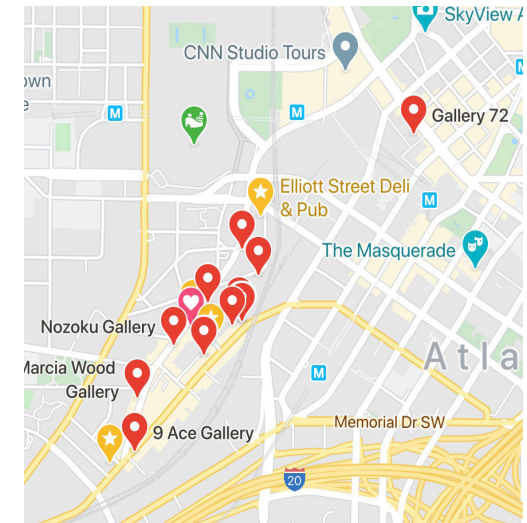 SkyView A
CNN Studio Tours
own
e
M
M
M
Gallery 72
Elliott Street Deli
& Pub
M
The Masquerade
Nozoku Gallery
Marcia Wood
Gallery
Atla
M
9 Ace Gallery
Memorial Dr SW
20